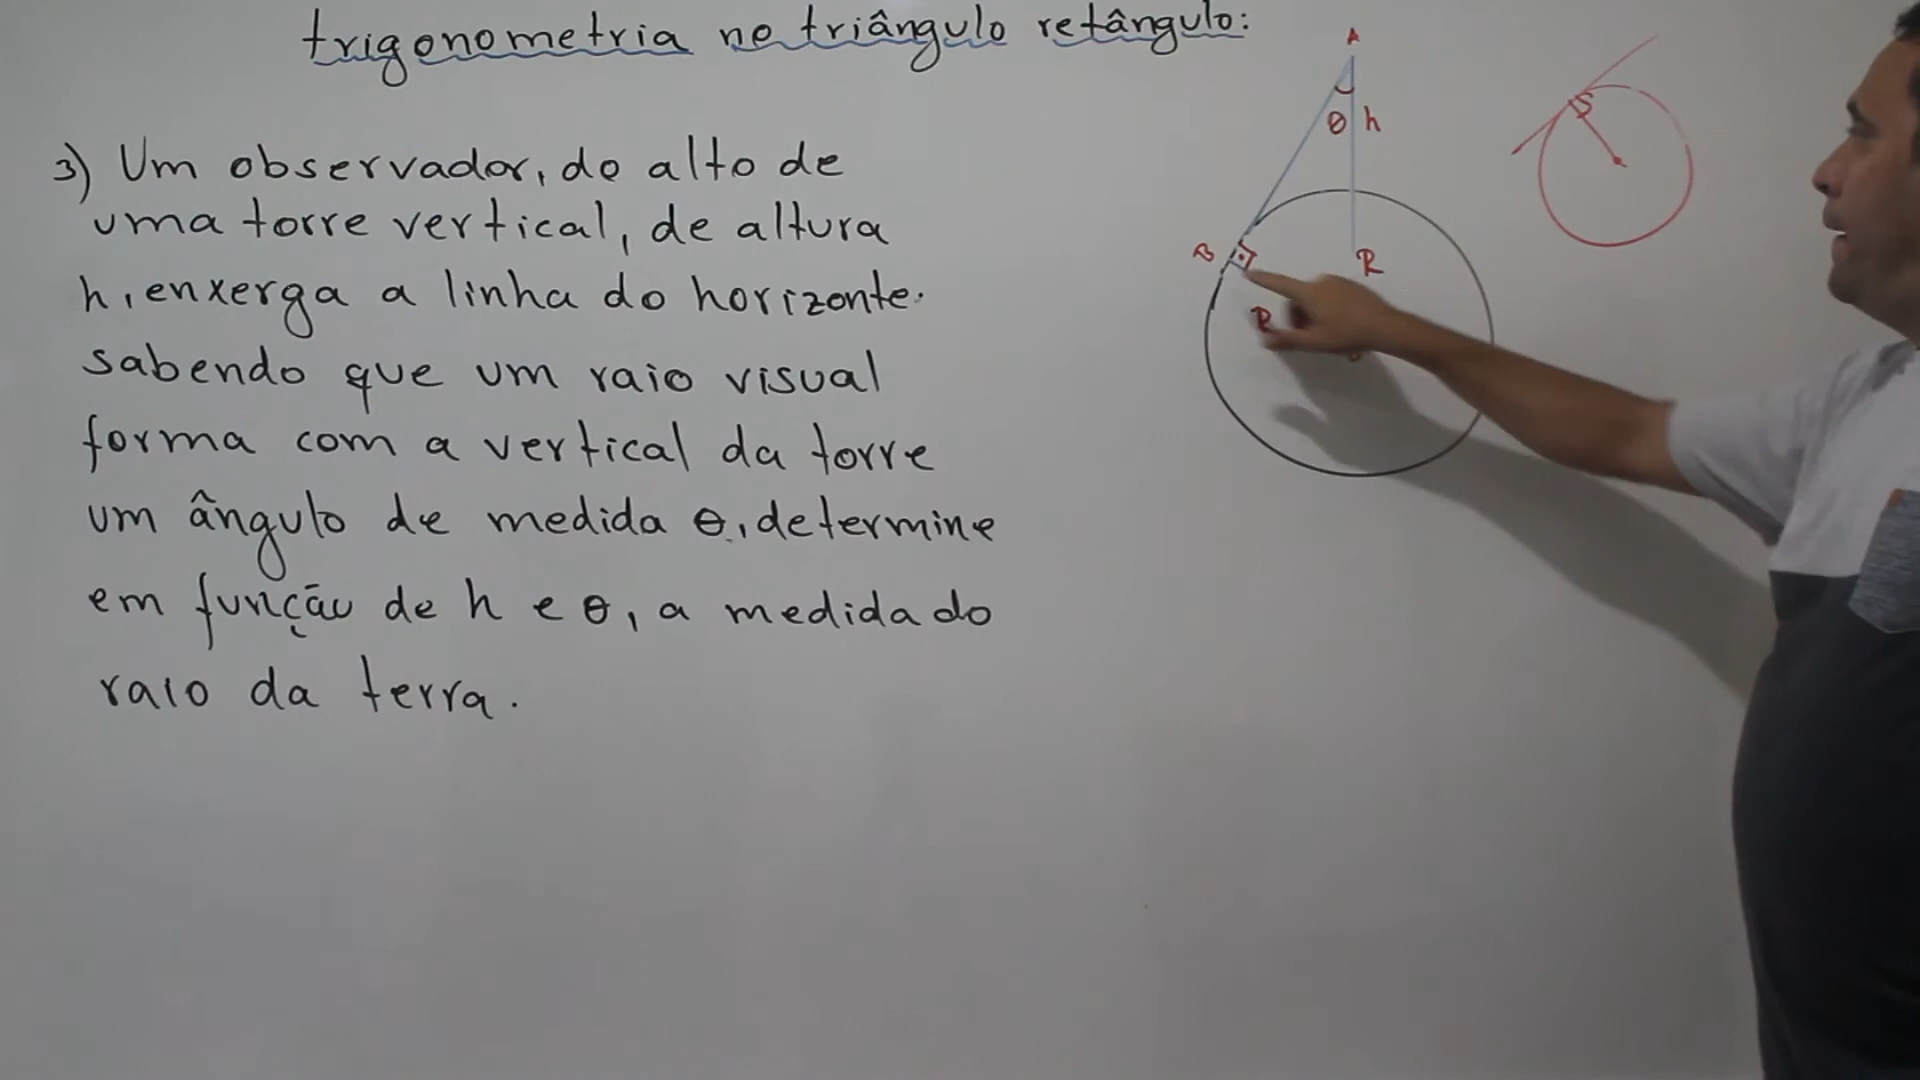 trigonometria no triângulo retângulo:
3) Um observador, do alto de
uma torre vertical, de altura
h, enxerga a linha do horizonte.
sabendo que um raio visual
forma com a vertical da torre
um ângulo de medida θ, determine
em função de h e θ, a medida do
raio da terra.
A
θ h
B
R
R
S